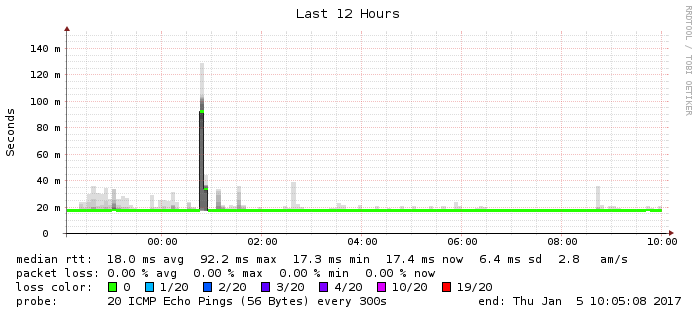 Last 12 Hours
RRDTOOL / TOBI OETIKER
Seconds
140 m
120 m
100 m
80 m
60 m
40 m
20 m
0
00:00 02:00 04:00 06:00 08:00 10:00
median rtt: 18.0 ms avg 92.2 ms max 17.3 ms min 17.4 ms now 6.4 ms sd 2.8 am/s
packet loss: 0.00 % avg 0.00 % max 0.00 % min 0.00 % now
loss color: 0 1/20 2/20 3/20 4/20 10/20 19/20
probe: 20 ICMP Echo Pings (56 Bytes) every 300s end: Thu Jan 5 10:05:08 2017